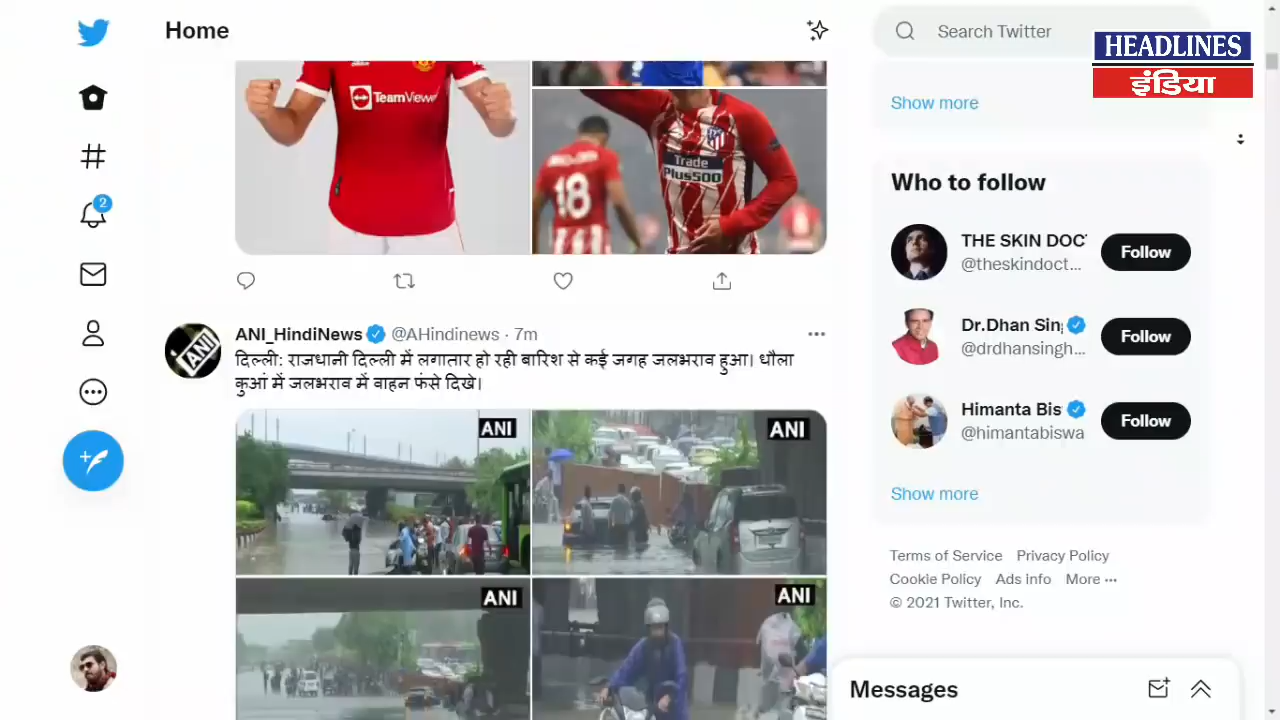 Home
Search Twitter
HEADLINES
इंडिया
Show more
TeamViewer
18
Trade
Plus500
Who to follow
THE SKIN DOC
@theskindoct...
Follow
Dr.Dhan Sin
@drdhansingh...
Follow
Himanta Bis
@himantabiswa
Follow
Show more
2
ANI
ANI_HindiNews @AHindinews · 7m
दिल्ली: राजधानी दिल्ली में लगातार हो रही बारिश से कई जगह जलभराव हुआ। धौला
कुआं में जलभराव में वाहन फंसे दिखे।
ANI
ANI
ANI
ANI
Terms of Service Privacy Policy
Cookie Policy Ads info More ···
© 2021 Twitter, Inc.
Messages